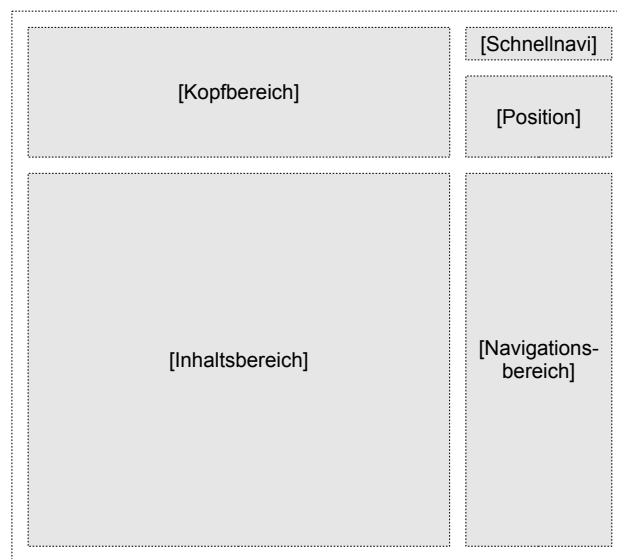 [Kopfbereich]
[Schnellnavi]
[Position]
[Inhaltsbereich]
[Navigations-
bereich]